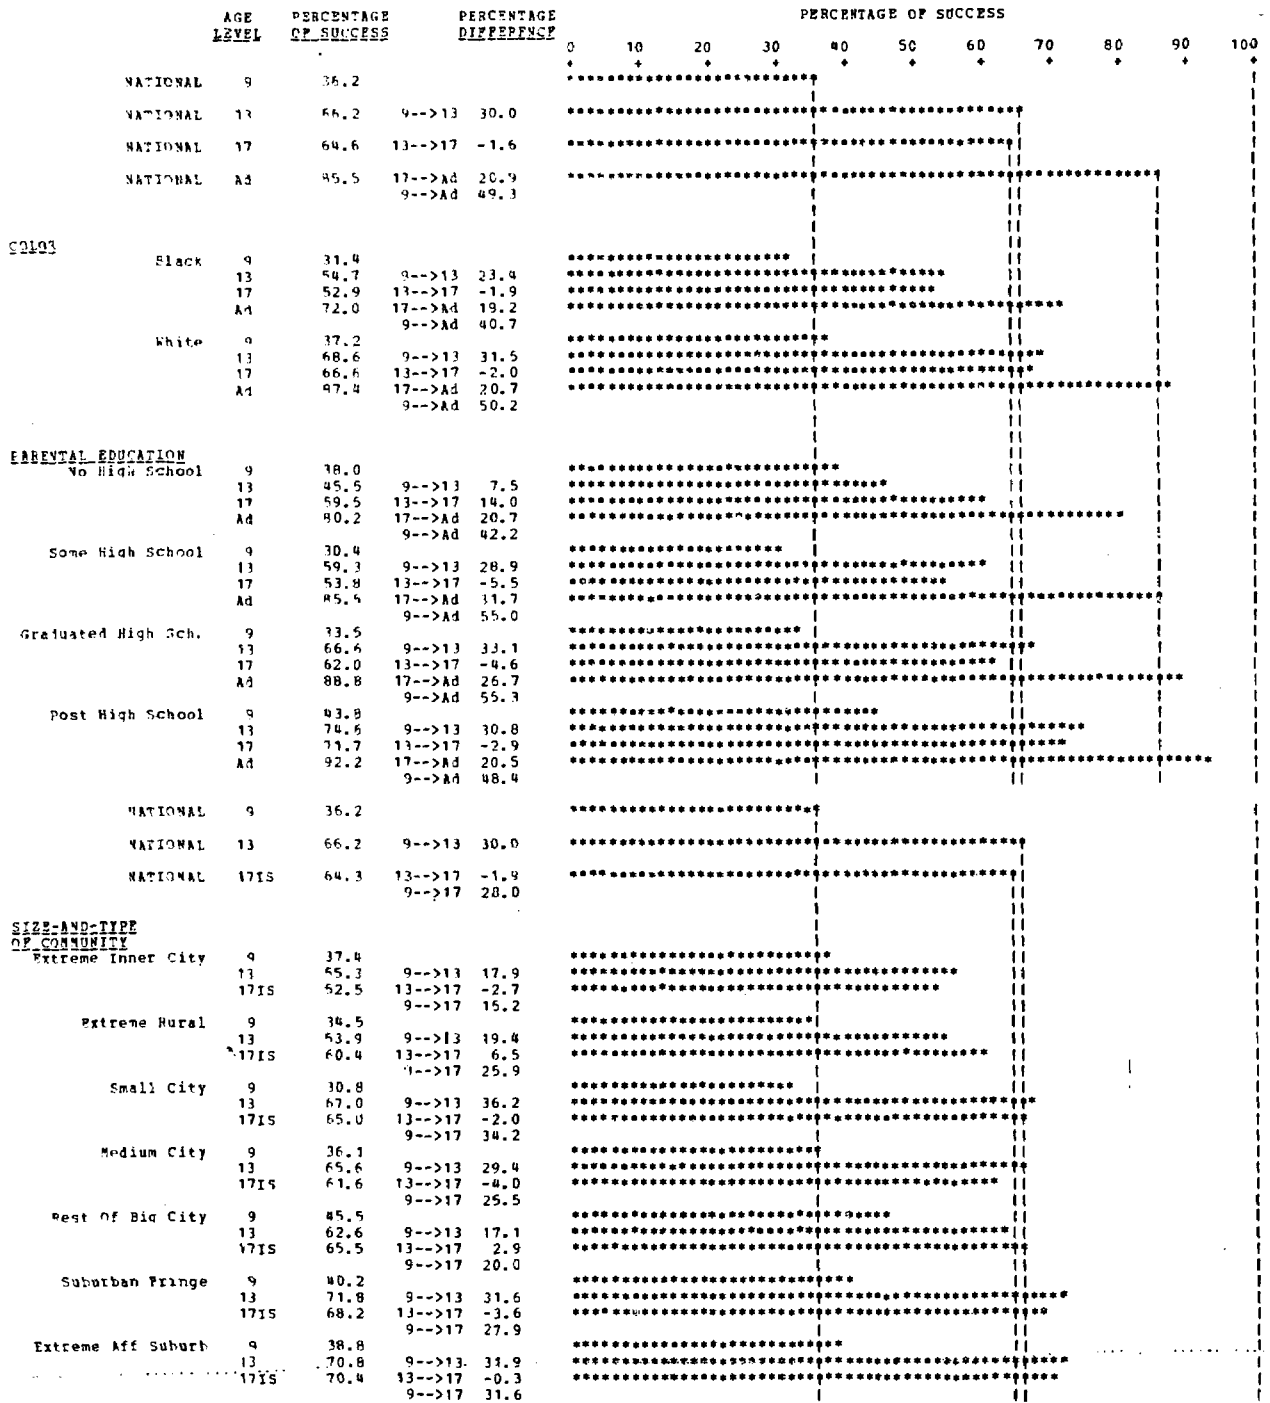 AGE PERCENTAGE PERCENTAGE PERCENTAGE OF SUCCESS
LEVEL OF SUCCESS DIFFERENCE 0 10 20 30 40 50 60 70 80 90 100
NATIONAL 9 36.2
NATIONAL 13 66.2 9-->13 30.0
NATIONAL 17 64.6 13-->17 -1.6
NATIONAL Ad 85.5 17-->Ad 20.9
9-->Ad 49.3
COLOR
Black 9 31.4
13 54.7 9-->13 23.4
17 52.9 13-->17 -1.9
Ad 72.0 17-->Ad 19.2
9-->Ad 40.7
White 9 37.2
13 68.6 9-->13 31.5
17 66.6 13-->17 -2.0
Ad 87.4 17-->Ad 20.7
9-->Ad 50.2
PARENTAL EDUCATION
No High School 9 38.0
13 45.5 9-->13 7.5
17 59.5 13-->17 14.0
Ad 80.2 17-->Ad 20.7
9-->Ad 42.2
Some High School 9 30.4
13 59.3 9-->13 28.9
17 53.8 13-->17 -5.5
Ad 85.5 17-->Ad 31.7
9-->Ad 55.0
Graduated High Sch. 9 33.5
13 66.6 9-->13 33.1
17 62.0 13-->17 -4.6
Ad 88.8 17-->Ad 26.7
9-->Ad 55.3
Post High School 9 43.8
13 74.6 9-->13 30.8
17 71.7 13-->17 -2.9
Ad 92.2 17-->Ad 20.5
9-->Ad 48.4
NATIONAL 9 36.2
NATIONAL 13 66.2 9-->13 30.0
NATIONAL 17IS 64.3 13-->17 -1.9
9-->17 28.0
SIZE-AND-TYPE
OF COMMUNITY
Extreme Inner City 9 37.4
13 55.3 9-->13 17.9
17IS 52.5 13-->17 -2.7
9-->17 15.2
Extreme Rural 9 34.5
13 53.9 9-->13 19.4
17IS 60.4 13-->17 6.5
9-->17 25.9
Small City 9 30.8
13 67.0 9-->13 36.2
17IS 65.0 13-->17 -2.0
9-->17 34.2
Medium City 9 36.1
13 65.6 9-->13 29.4
17IS 61.6 13-->17 -4.0
9-->17 25.5
Rest Of Big City 9 45.5
13 62.6 9-->13 17.1
17IS 65.5 13-->17 2.9
9-->17 20.0
Suburban Fringe 9 40.2
13 71.8 9-->13 31.6
17IS 68.2 13-->17 -3.6
9-->17 27.9
Extreme Aff Suburb 9 38.8
13 70.8 9-->13 31.9
17IS 70.4 13-->17 -0.3
9-->17 31.6